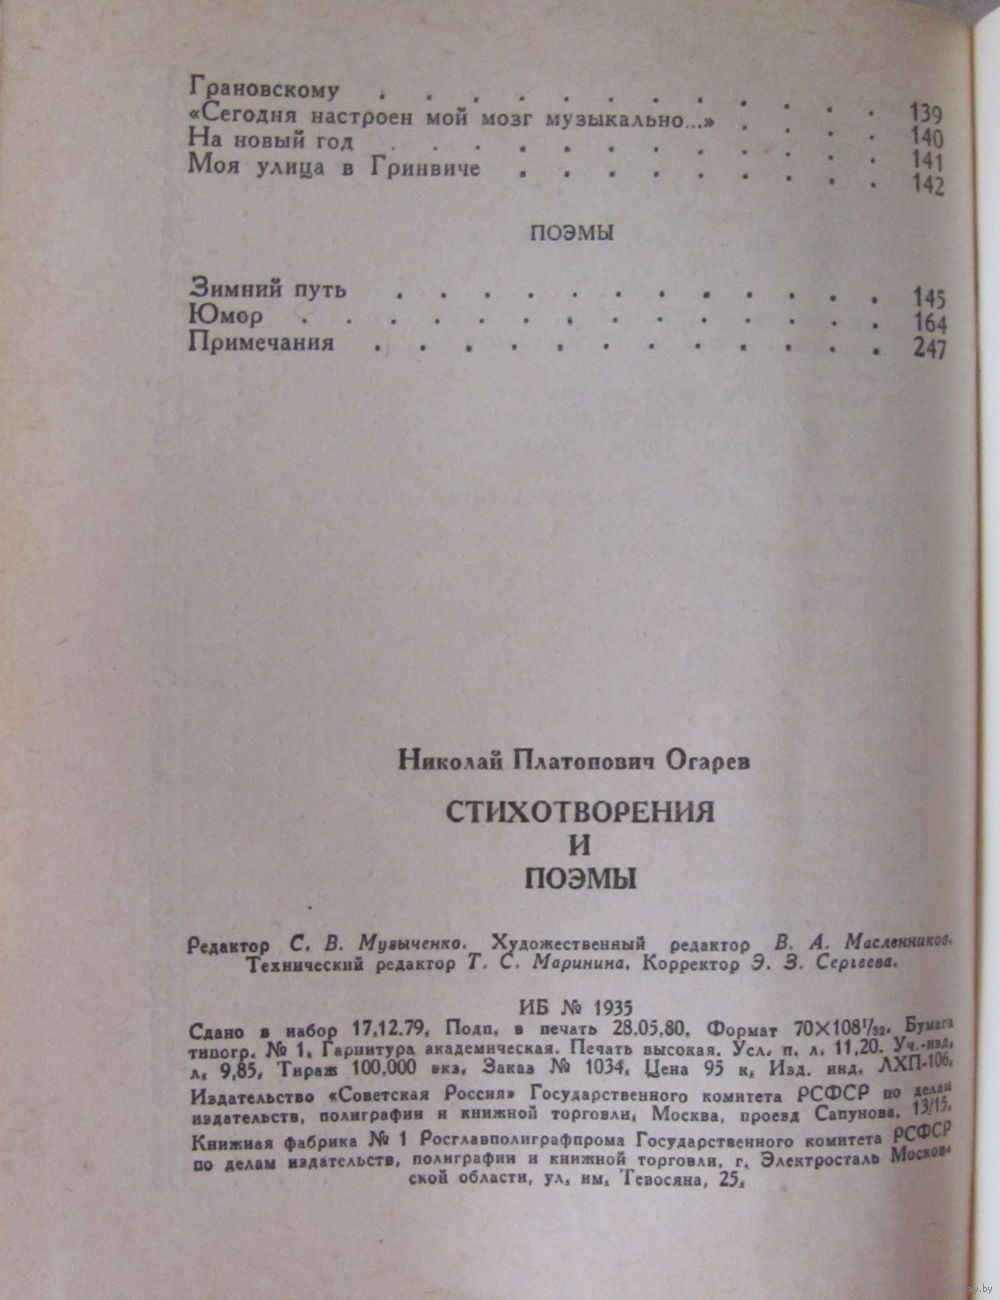 Грановскому . . . . . . . . . . . . 139
«Сегодня настроен мой мозг музыкально...» . . . . 140
На новый год . . . . . . . . . . . . 141
Моя улица в Гринвиче . . . . . . . . . 142
ПОЭМЫ
Зимний путь . . . . . . . . . . . . 145
Юмор . . . . . . . . . . . . . . 164
Примечания . . . . . . . . . . . . 247
Николай Платонович Огарев
СТИХОТВОРЕНИЯ
И
ПОЭМЫ
Редактор С. В. Музыченко. Художественный редактор В. А. Масленников.
Технический редактор Т. С. Маринина. Корректор Э. З. Сергеева.
ИБ № 1935
Сдано в набор 17.12.79. Подп. в печать 28.05.80. Формат 70×108¹/₃₂. Бумага
типогр. № 1. Гарнитура академическая. Печать высокая. Усл. п. л. 11,20. Уч.-изд.
л. 9,85. Тираж 100.000 экз. Заказ № 1034. Цена 95 к. Изд. инд. ЛХП-106.
Издательство «Советская Россия» Государственного комитета РСФСР по делам
издательств, полиграфии и книжной торговли. Москва, проезд Сапунова, 13/15.
Книжная фабрика № 1 Росглавполиграфпрома Государственного комитета РСФСР
по делам издательств, полиграфии и книжной торговли, г. Электросталь Москов-
ской области, ул. им. Тевосяна, 25.